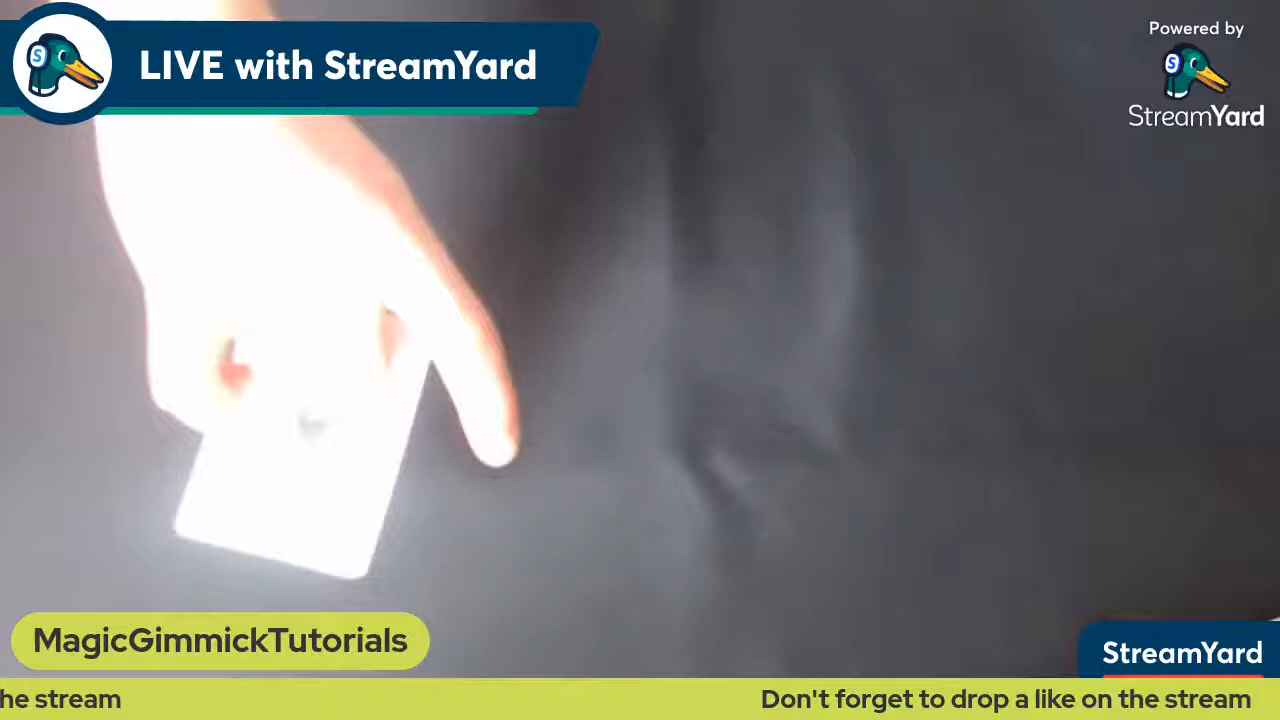 LIVE with StreamYard
Powered by
StreamYard
MagicGimmickTutorials
StreamYard
he stream
Don't forget to drop a like on the stream